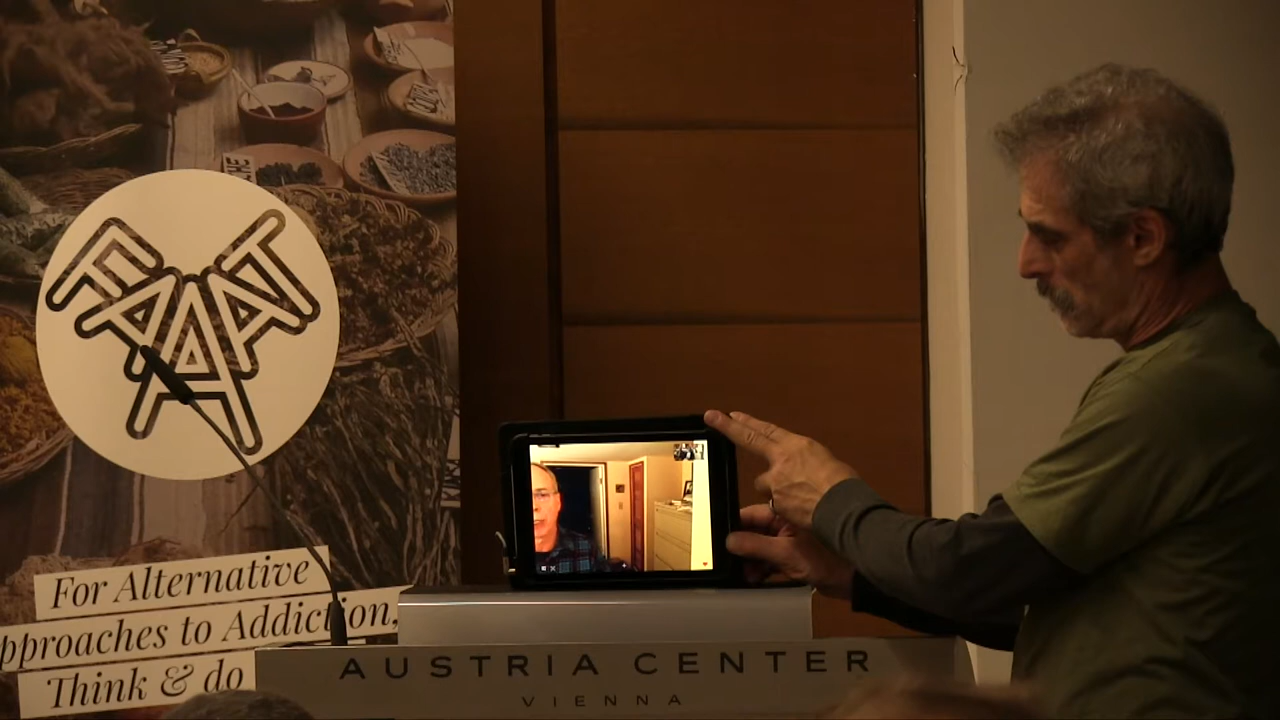 FAAAT
For Alternative
pproaches to Addiction,
Think & do
AUSTRIA CENTER
VIENNA